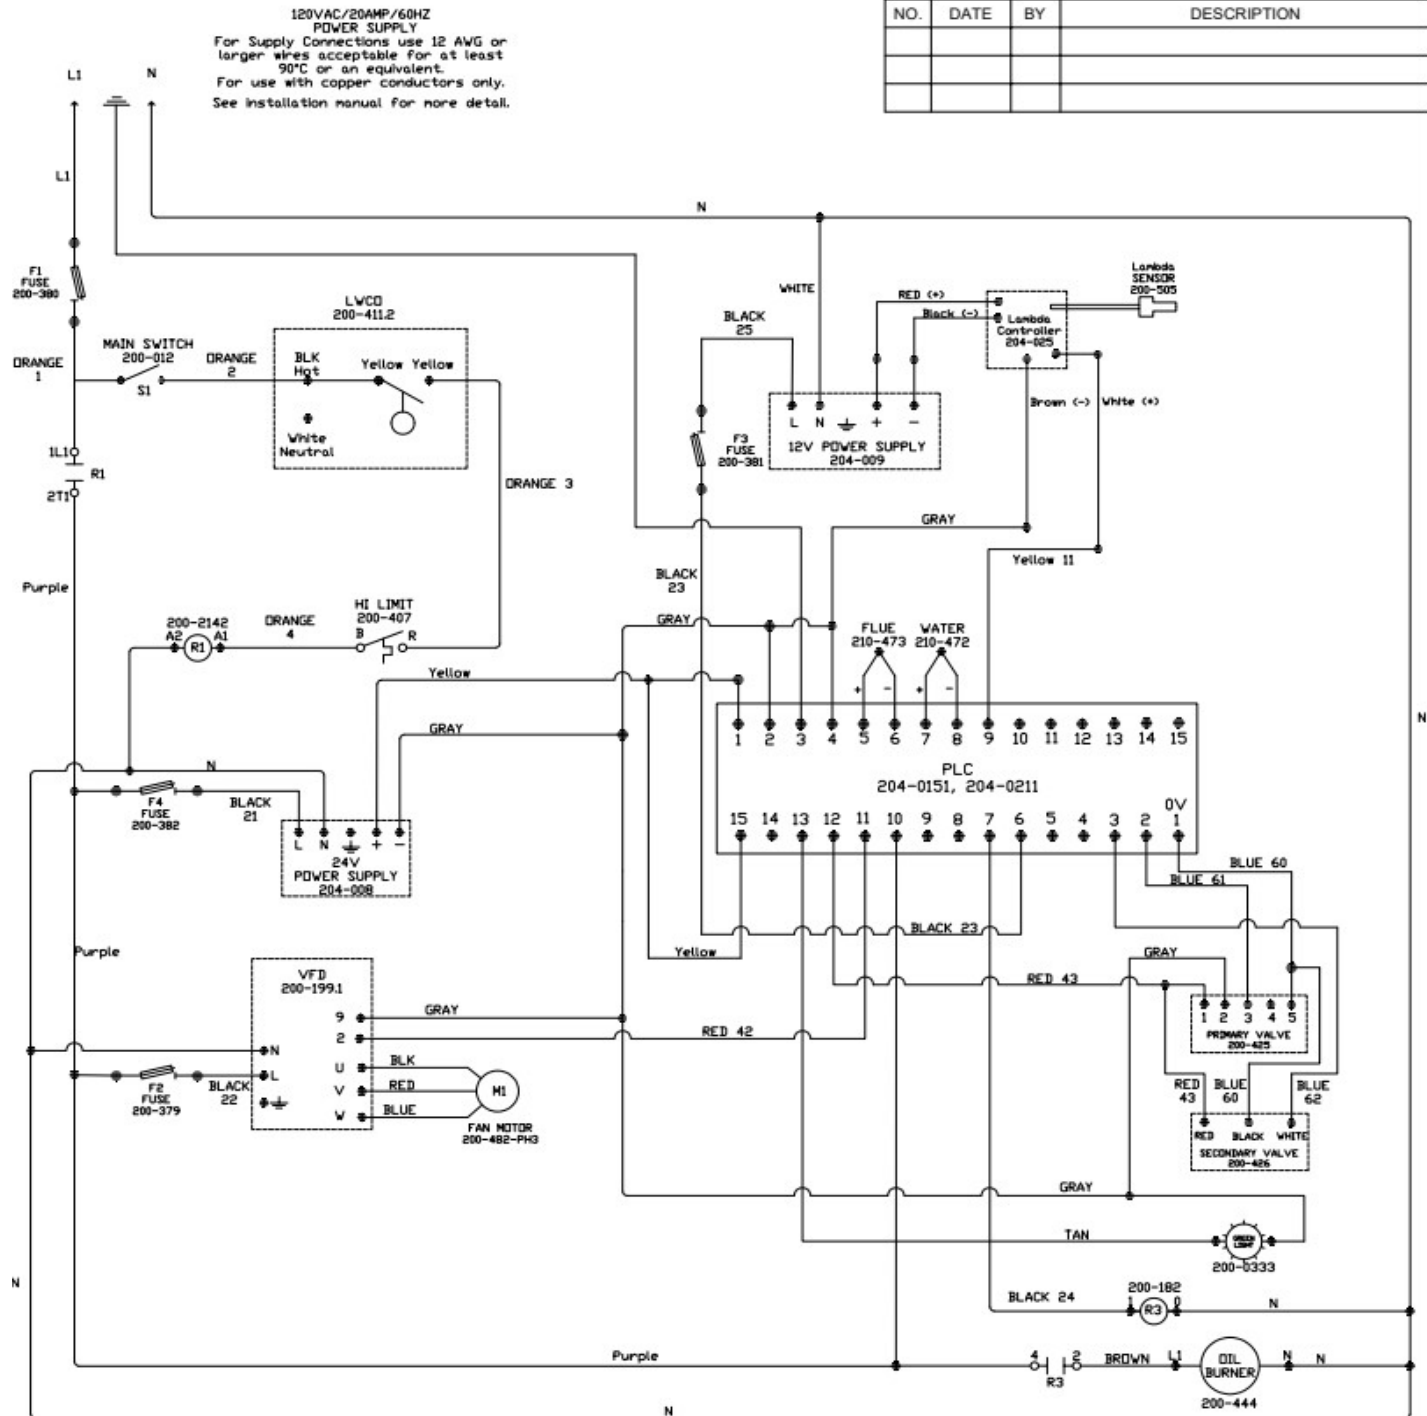 120VAC/20AMP/60HZ
POWER SUPPLY
For Supply Connections use 12 AWG or
larger wires acceptable for at least
90°C or an equivalent.
For use with copper conductors only.
See installation manual for more detail.
NO. DATE BY DESCRIPTION
L1 N
L1
N
F1
FUSE
200-380
LWCO
200-411.2
WHITE
RED (+)
Black (-)
Lambda
SENSOR
200-505
Lambda
Controller
204-025
BLACK
25
ORANGE
1
MAIN SWITCH
200-012
S1
ORANGE
2
BLK
Hot
Yellow Yellow
White
Neutral
Brown (-) White (+)
L N + -
12V POWER SUPPLY
204-009
F3
FUSE
200-381
1L1
R1
2T1
ORANGE 3
GRAY
Yellow 11
BLACK
23
Purple
200-2142
A2 R1 A1
ORANGE
4
HI LIMIT
200-407
B R
GRAY
FLUE
210-473
WATER
210-472
+ - + -
Yellow
GRAY
N
1 2 3 4 5 6 7 8 9 10 11 12 13 14 15
PLC
204-0151, 204-0211
0V
15 14 13 12 11 10 9 8 7 6 5 4 3 2 1
N
F4
FUSE
200-382
BLACK
21
L N + -
24V
POWER SUPPLY
204-008
BLUE 60
BLUE 61
BLACK 23
Yellow
Purple
GRAY
RED 43
VFD
200-199.1
9
GRAY
2
RED 42
1 2 3 4 5
PRIMARY VALVE
200-425
N
L
F2
FUSE
200-379
BLACK
22
U BLK
V RED
W BLUE
M1
FAN MOTOR
200-482-PH3
RED
43
BLUE
60
BLUE
62
RED BLACK WHITE
SECONDARY VALVE
200-426
GRAY
TAN
GREEN
LIGHT
200-0333
N
BLACK 24
200-182
1 R3 0
N
Purple
4 2
R3
BROWN
L1
OIL
BURNER
200-444
N N
N